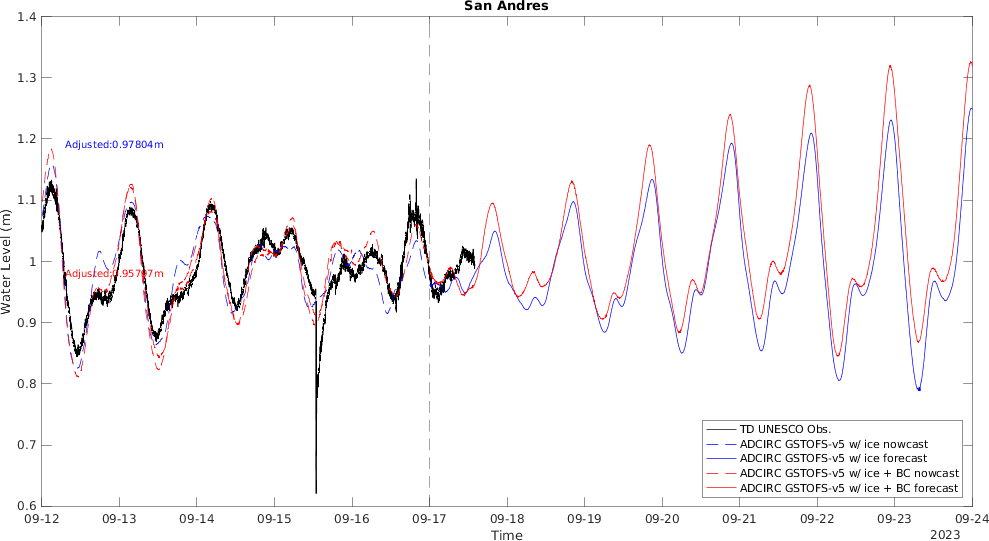 San Andres
1.4
1.3
1.2
1.1
1
0.9
0.8
0.7
0.6
Water Level (m)
Adjusted:0.97804m
Adjusted:0.95707m
TD UNESCO Obs.
ADCIRC GSTOFS-v5 w/ ice nowcast
ADCIRC GSTOFS-v5 w/ ice forecast
ADCIRC GSTOFS-v5 w/ ice + BC nowcast
ADCIRC GSTOFS-v5 w/ ice + BC forecast
09-12 09-13 09-14 09-15 09-16 09-17 09-18 09-19 09-20 09-21 09-22 09-23 09-24
Time
2023